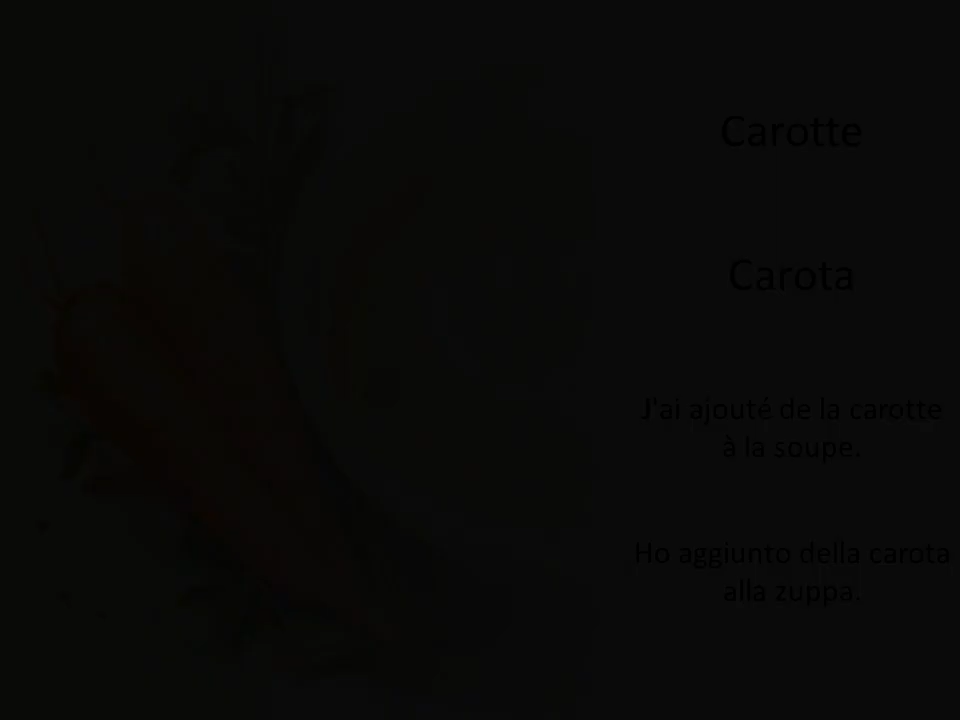 Carotte
Carota
J'ai ajouté de la carotte
à la soupe.
Ho aggiunto della carota
alla zuppa.